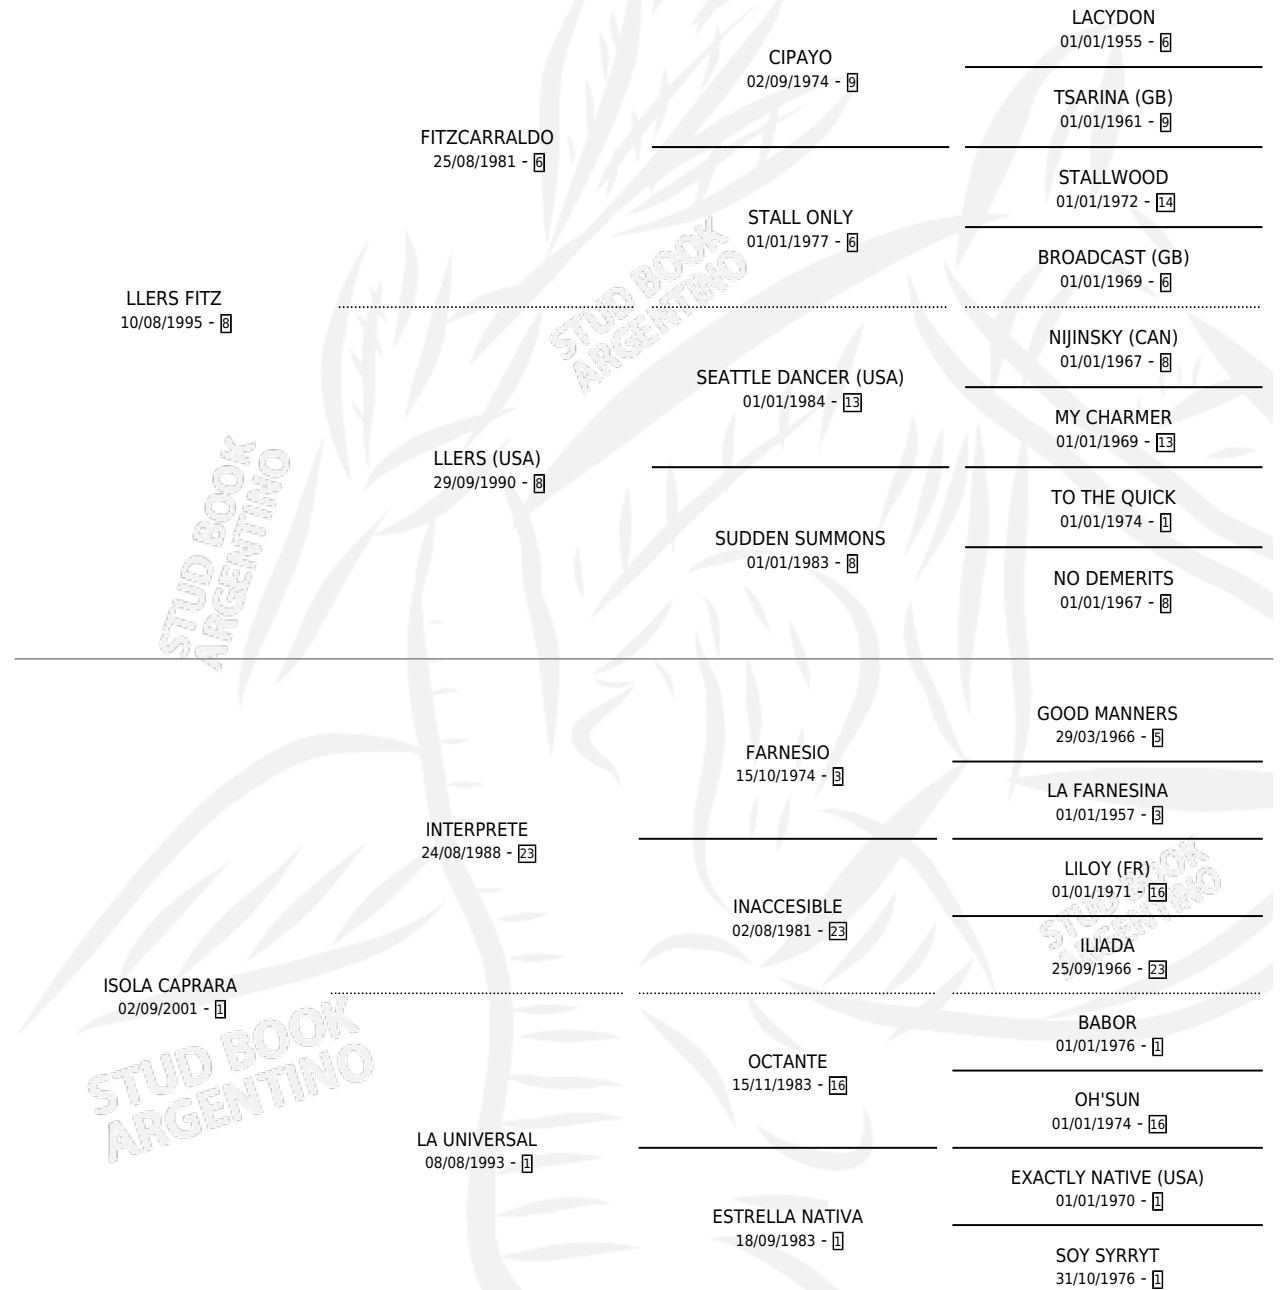 LACYDON
01/01/1955 - 6
CIPAYO
02/09/1974 - 9
TSARINA (GB)
01/01/1961 - 9
FITZCARRALDO
25/08/1981 - 6
STALLWOOD
01/01/1972 - 14
STALL ONLY
01/01/1977 - 6
BROADCAST (GB)
01/01/1969 - 6
LLERS FITZ
10/08/1995 - 8
NIJINSKY (CAN)
01/01/1967 - 8
SEATTLE DANCER (USA)
01/01/1984 - 13
MY CHARMER
01/01/1969 - 13
LLERS (USA)
29/09/1990 - 8
TO THE QUICK
01/01/1974 - 1
SUDDEN SUMMONS
01/01/1983 - 8
NO DEMERITS
01/01/1967 - 8
GOOD MANNERS
29/03/1966 - 5
FARNESIO
15/10/1974 - 3
LA FARNESINA
01/01/1957 - 3
INTERPRETE
24/08/1988 - 23
LILOY (FR)
01/01/1971 - 16
INACCESIBLE
02/08/1981 - 23
ILIADA
25/09/1966 - 23
ISOLA CAPRARA
02/09/2001 - 1
BABOR
01/01/1976 - 1
OCTANTE
15/11/1983 - 16
OH'SUN
01/01/1974 - 16
LA UNIVERSAL
08/08/1993 - 1
EXACTLY NATIVE (USA)
01/01/1970 - 1
ESTRELLA NATIVA
18/09/1983 - 1
SOY SYRRYT
31/10/1976 - 1
STUD BOOK
ARGENTINO
STUD BOOK
ARGENTINO
STUD BOOK
ARGENTINO
STUD BOOK
ARGENTINO